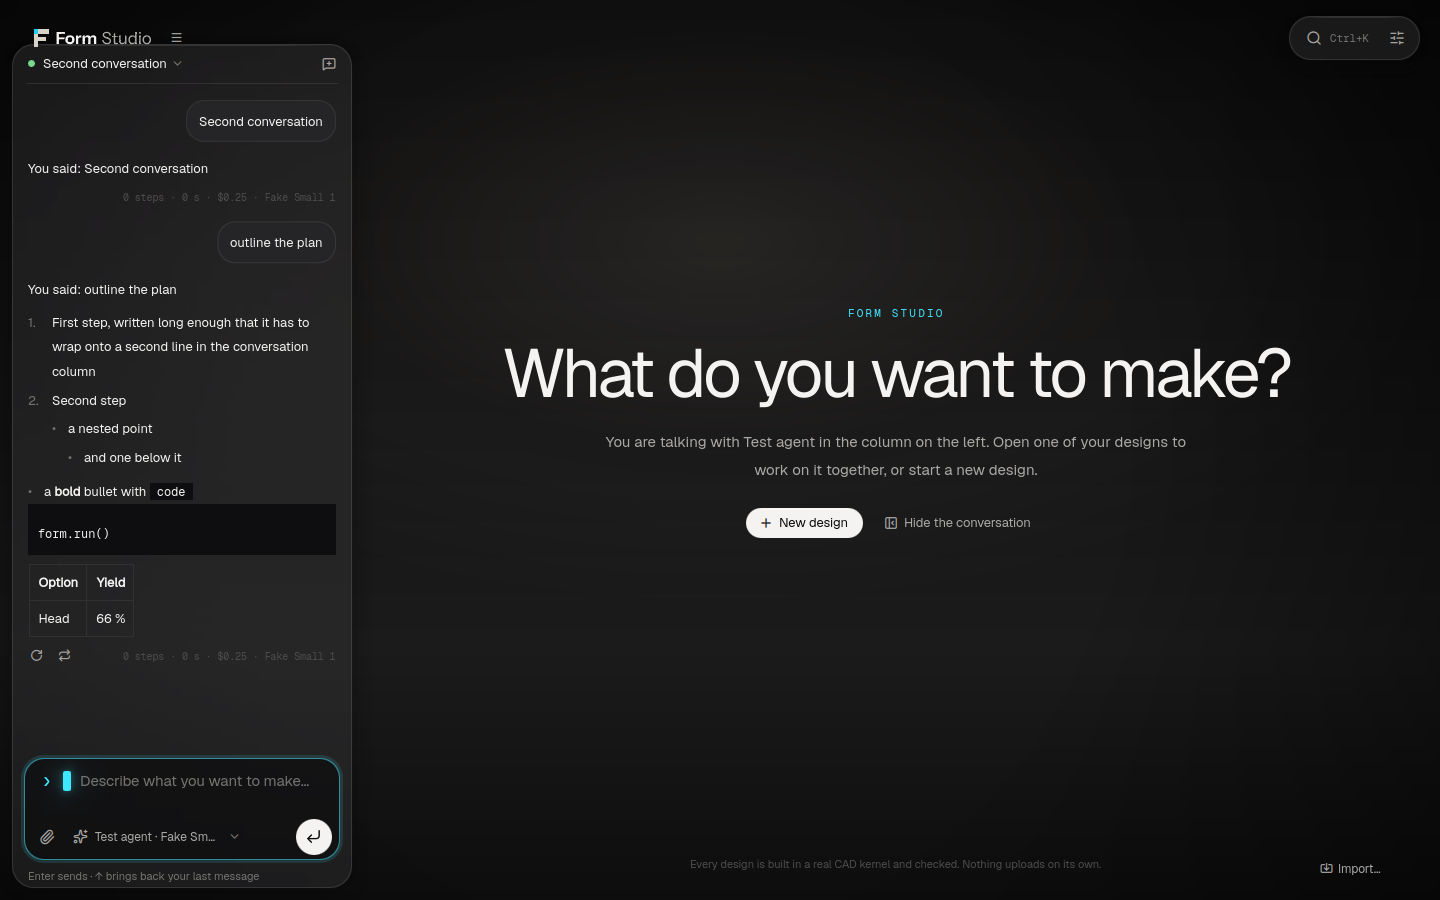 Form Studio
Ctrl+K
Second conversation
Second conversation
You said: Second conversation
0 steps · 0 s · $0.25 · Fake Small 1
outline the plan
You said: outline the plan
1. First step, written long enough that it has to
wrap onto a second line in the conversation
column
2. Second step
• a nested point
• and one below it
• a bold bullet with code
form.run()
Option Yield
Head 66 %
0 steps · 0 s · $0.25 · Fake Small 1
› Describe what you want to make…
Test agent · Fake Sm…
Enter sends · ↑ brings back your last message
FORM STUDIO
What do you want to make?
You are talking with Test agent in the column on the left. Open one of your designs to
work on it together, or start a new design.
New design
Hide the conversation
Every design is built in a real CAD kernel and checked. Nothing uploads on its own.
Import…